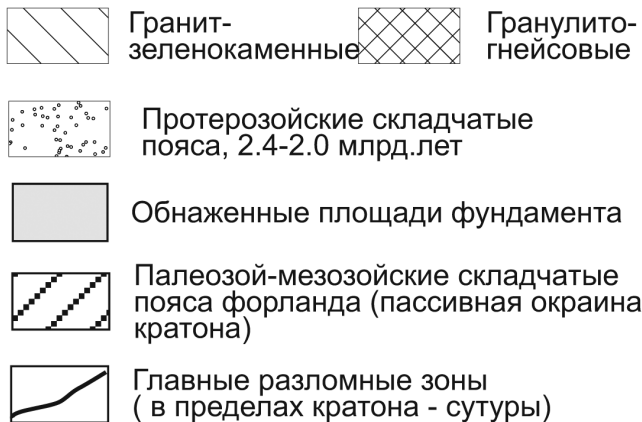 Гранит-
зеленокаменные
Гранулито-
гнейсовые
Протерозойские складчатые
пояса, 2.4-2.0 млрд.лет
Обнаженные площади фундамента
Палеозой-мезозойские складчатые
пояса форланда (пассивная окраина
кратона)
Главные разломные зоны
( в пределах кратона - сутуры)